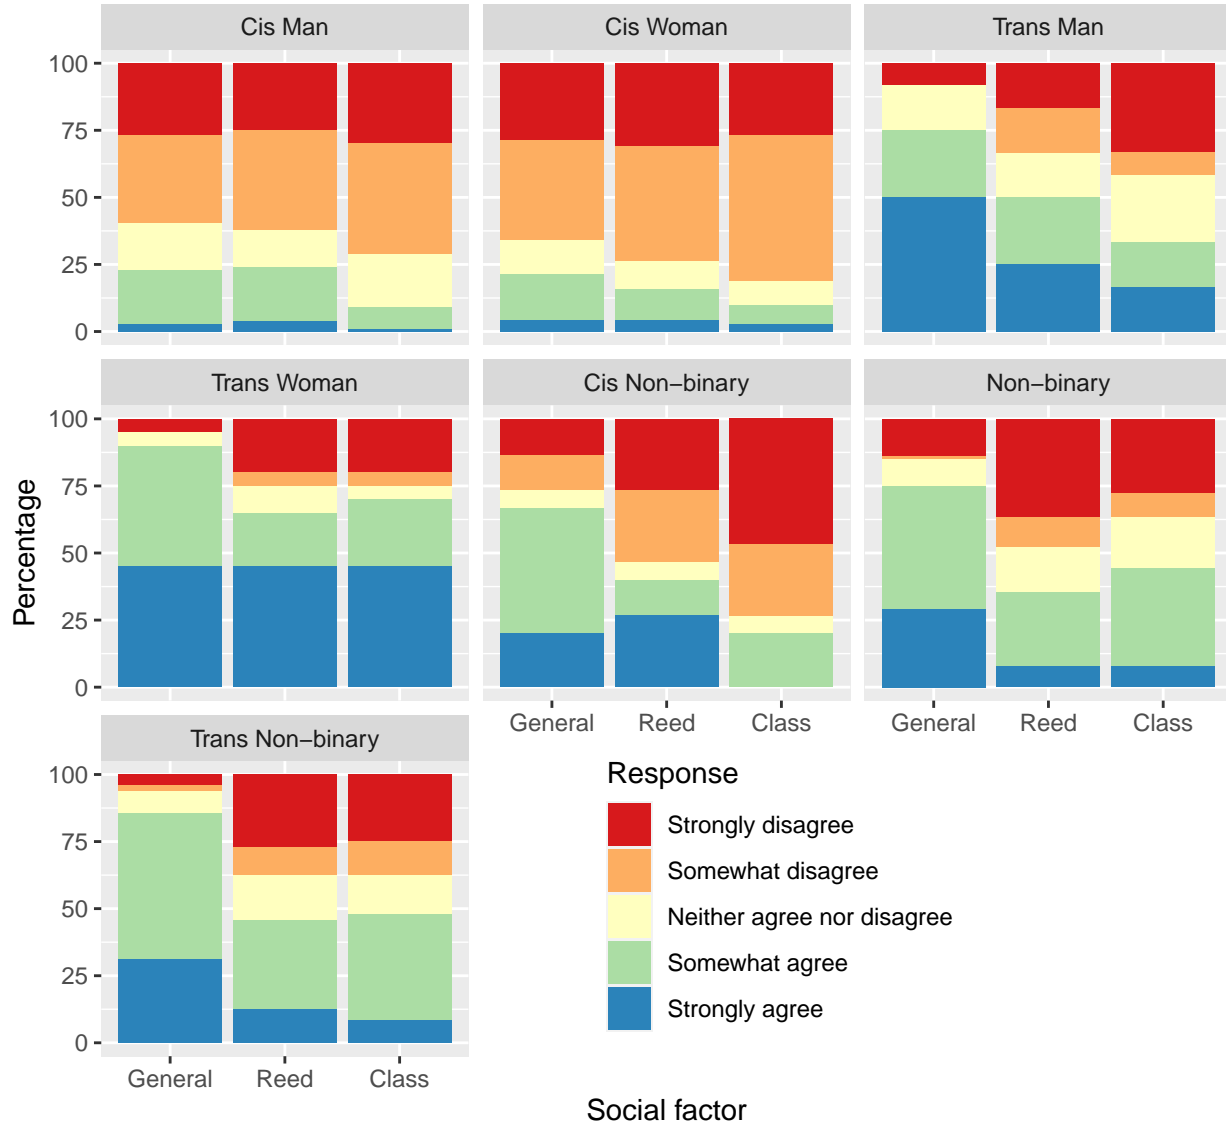 Cis Man
Cis Woman
Trans Man
100
75
50
25
0
Trans Woman
Cis Non−binary
Non−binary
100
75
50
25
0
General Reed Class
General Reed Class
Trans Non−binary
100
75
50
25
0
General Reed Class
Percentage
Social factor
Response
Strongly disagree
Somewhat disagree
Neither agree nor disagree
Somewhat agree
Strongly agree